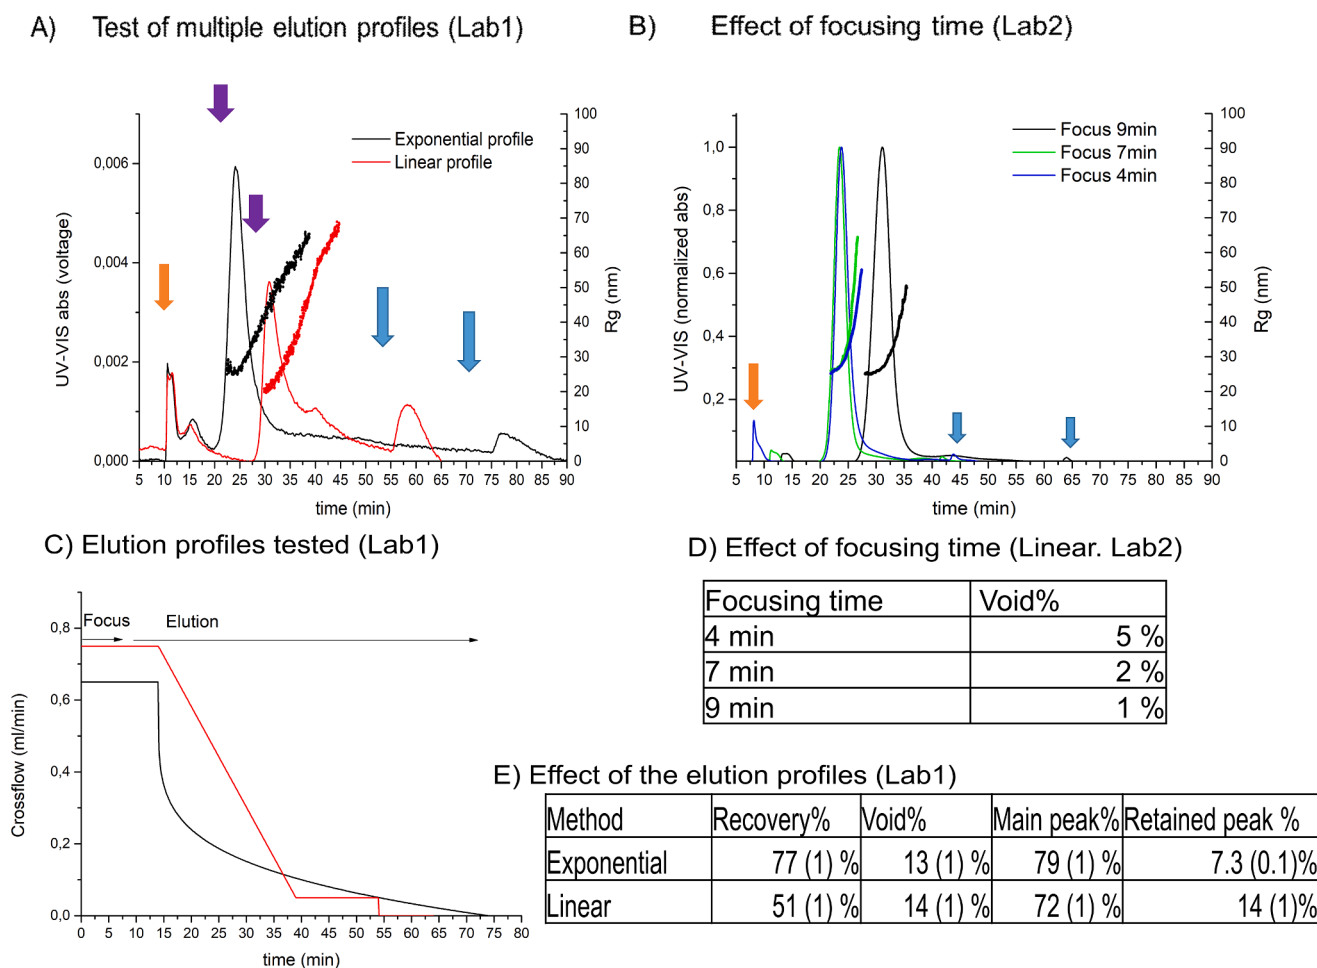 A) Test of multiple elution profiles (Lab1)
B) Effect of focusing time (Lab2)
Exponential profile
Linear profile
UV-VIS abs (voltage)
0,006
0,004
0,002
0,000
100
90
80
70
60
50
40
30
20
10
0
Rg (nm)
5 10 15 20 25 30 35 40 45 50 55 60 65 70 75 80 85 90
time (min)
Focus 9min
Focus 7min
Focus 4min
UV-VIS (normalized abs)
1,0
0,8
0,6
0,4
0,2
100
90
80
70
60
50
40
30
20
10
0
Rg (nm)
5 10 15 20 25 30 35 40 45 50 55 60 65 70 75 80 85 90
time (min)
C) Elution profiles tested (Lab1)
Focus Elution
Crossflow (ml/min)
0,8
0,6
0,4
0,2
0,0
0 5 10 15 20 25 30 35 40 45 50 55 60 65 70 75 80
time (min)
D) Effect of focusing time (Linear. Lab2)
Focusing time Void%
4 min 5 %
7 min 2 %
9 min 1 %
E) Effect of the elution profiles (Lab1)
Method Recovery% Void% Main peak% Retained peak %
Exponential 77 (1) % 13 (1) % 79 (1) % 7.3 (0.1)%
Linear 51 (1) % 14 (1) % 72 (1) % 14 (1)%